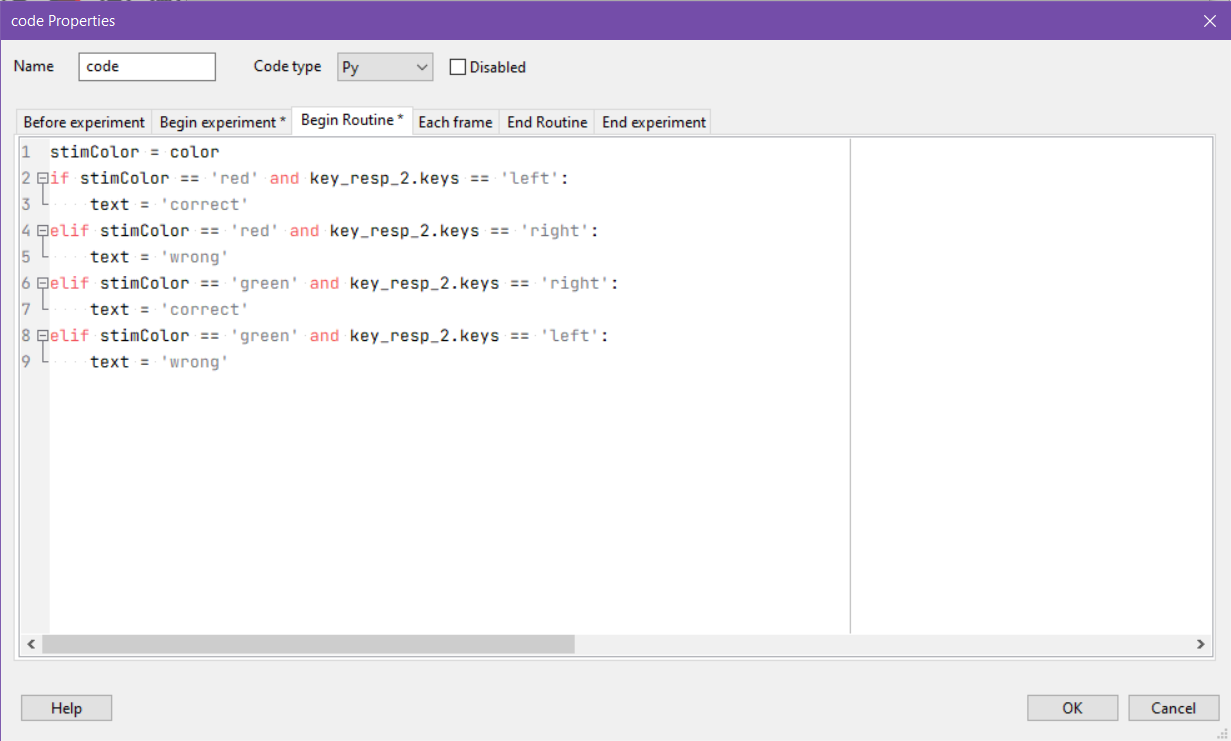 code Properties
Name code Code type Py Disabled
Before experiment Begin experiment * Begin Routine * Each frame End Routine End experiment
1 stimColor = color
2 if stimColor == 'red' and key_resp_2.keys == 'left':
3 text = 'correct'
4 elif stimColor == 'red' and key_resp_2.keys == 'right':
5 text = 'wrong'
6 elif stimColor == 'green' and key_resp_2.keys == 'right':
7 text = 'correct'
8 elif stimColor == 'green' and key_resp_2.keys == 'left':
9 text = 'wrong'
Help OK Cancel